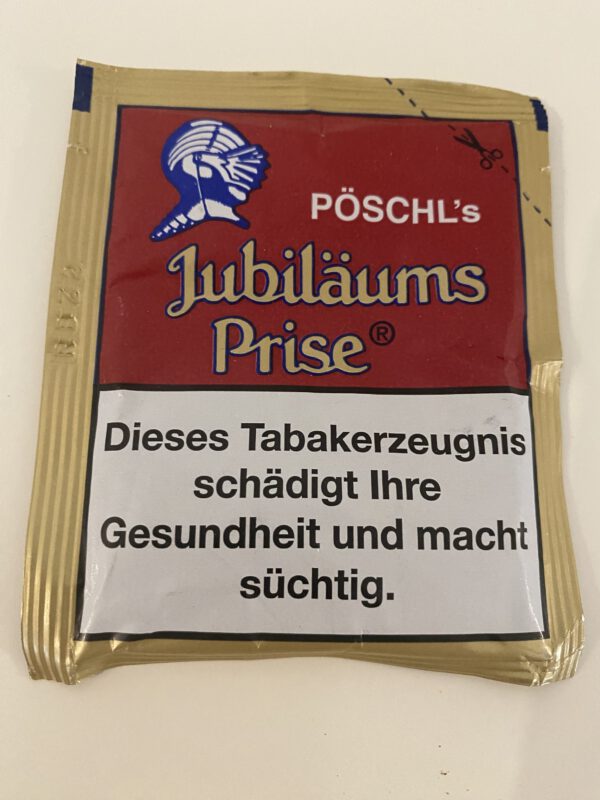 PÖSCHL's
Jubiläums
Prise®
Dieses Tabakerzeugnis
schädigt Ihre
Gesundheit und macht
süchtig.